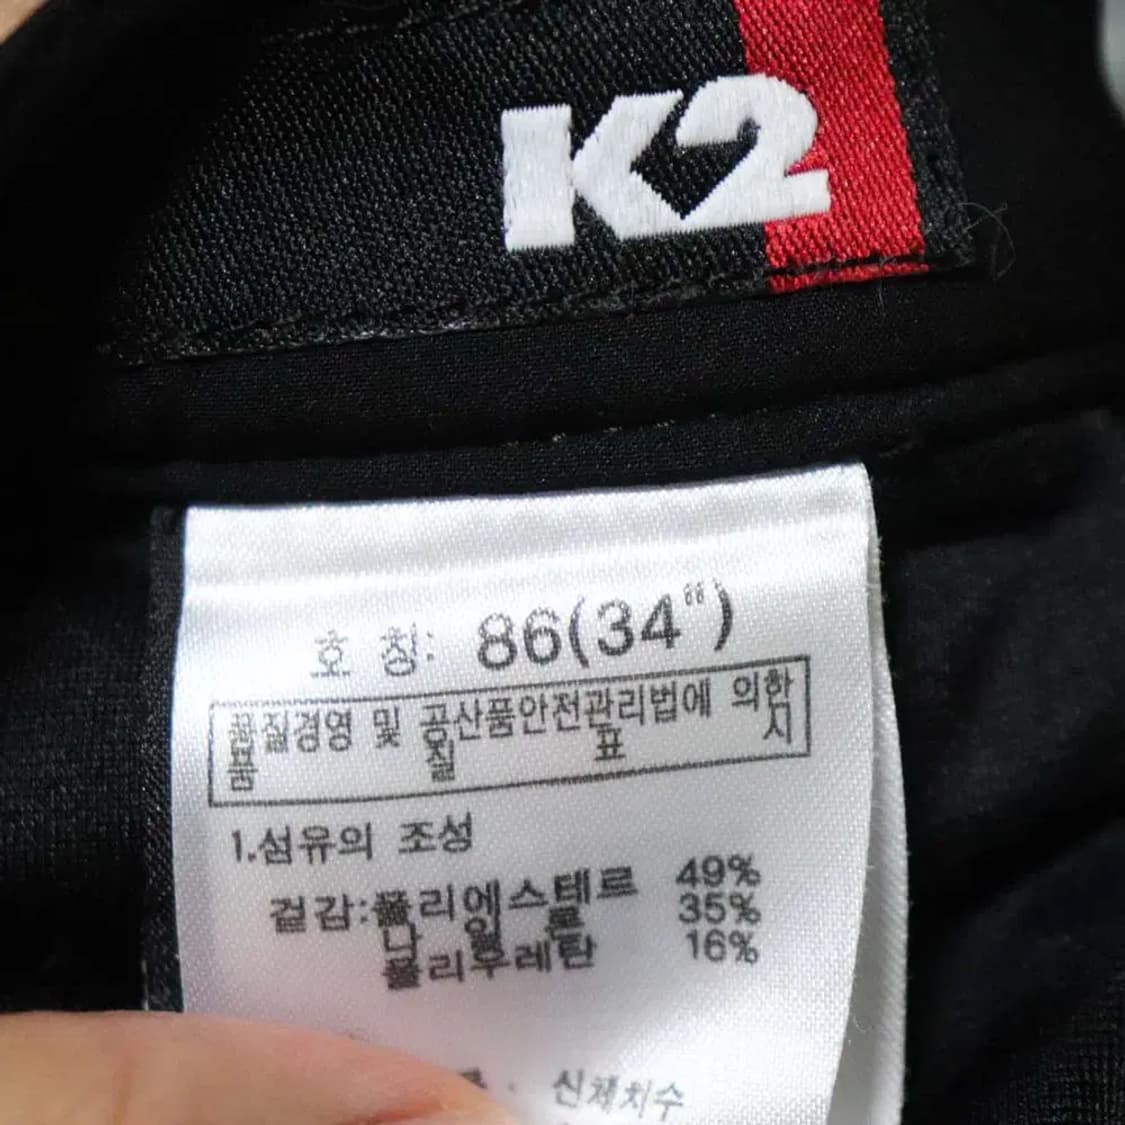 K2
호 칭: 86(34")
품질경영 및 공산품안전관리법에 의한
품 질 표 시
1.섬유의 조성
겉감:폴리에스테르 49%
나 일 론 35%
폴리우레탄 16%
신체치수